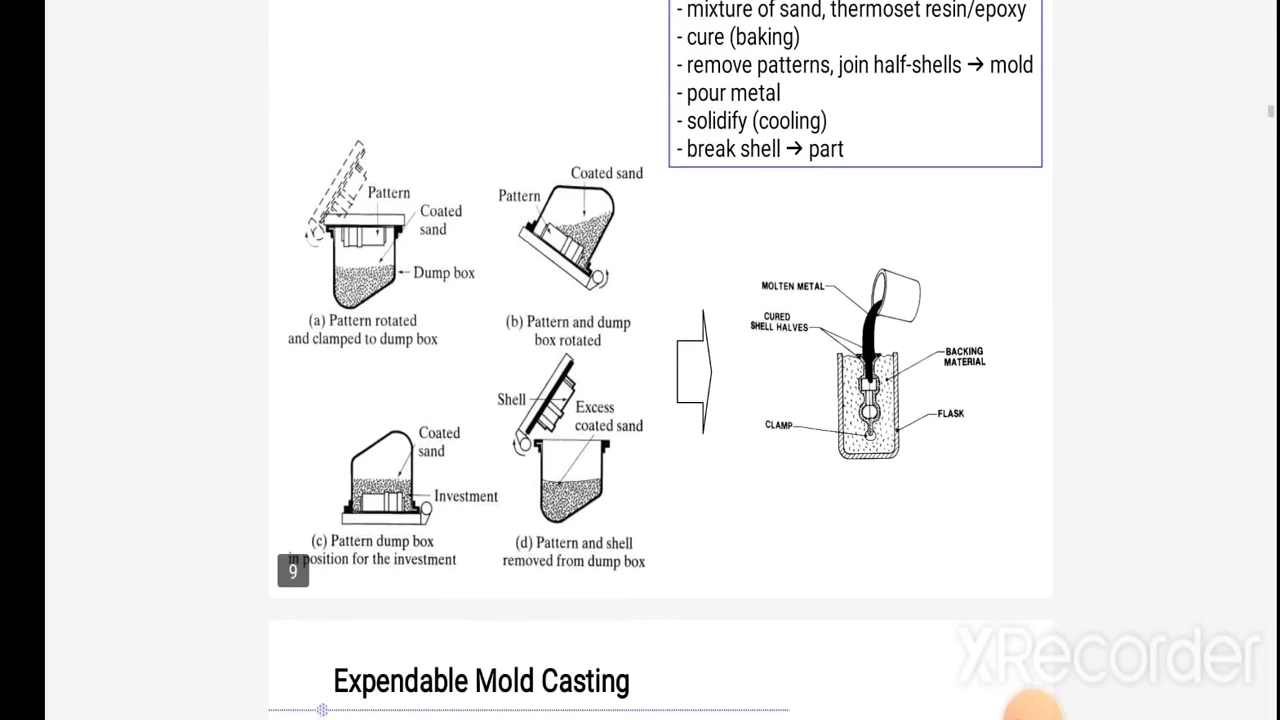 - mixture of sand, thermoset resin/epoxy
- cure (baking)
- remove patterns, join half-shells → mold
- pour metal
- solidify (cooling)
- break shell → part
Pattern
Coated
sand
Dump box
(a) Pattern rotated
and clamped to dump box
Coated sand
Pattern
(b) Pattern and dump
box rotated
Coated
sand
Investment
(c) Pattern dump box
in position for the investment
Shell
Excess
coated sand
(d) Pattern and shell
removed from dump box
MOLTEN METAL
CURED
SHELL HALVES
BACKING
MATERIAL
CLAMP
FLASK
9
Expendable Mold Casting
XRecorder